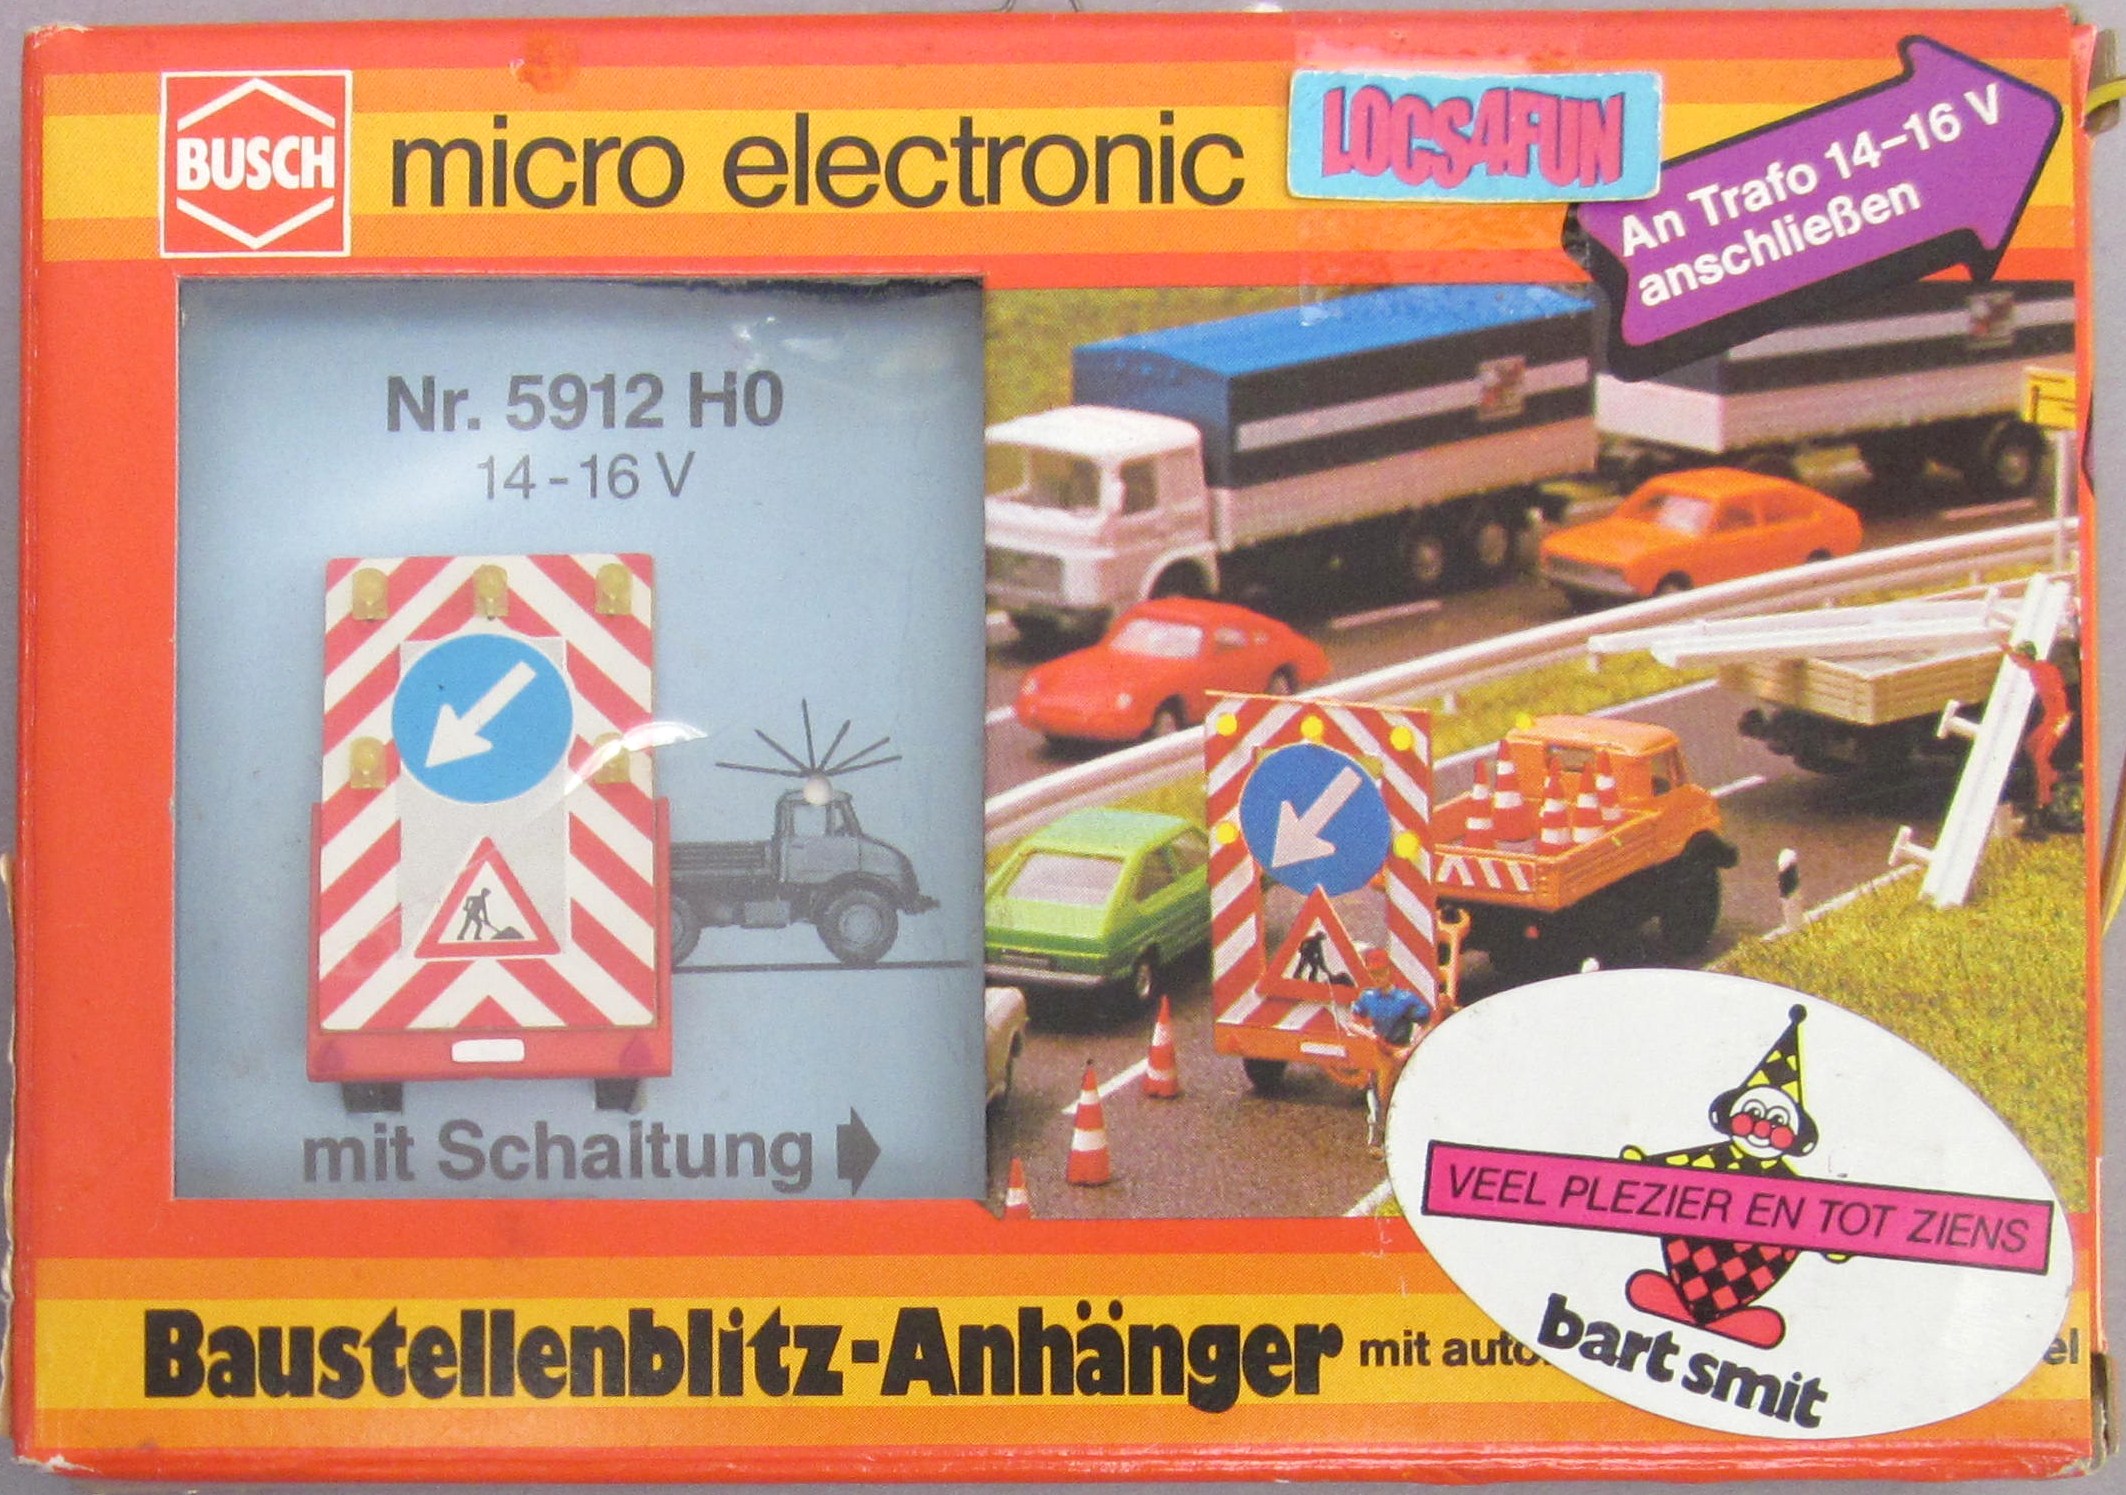 BUSCH
micro electronic
LOCS4FUN
An Trafo 14–16 V
anschließen
Nr. 5912 H0
14-16 V
mit Schaltung
VEEL PLEZIER EN TOT ZIENS
bart smit
Baustellenblitz-Anhänger mit